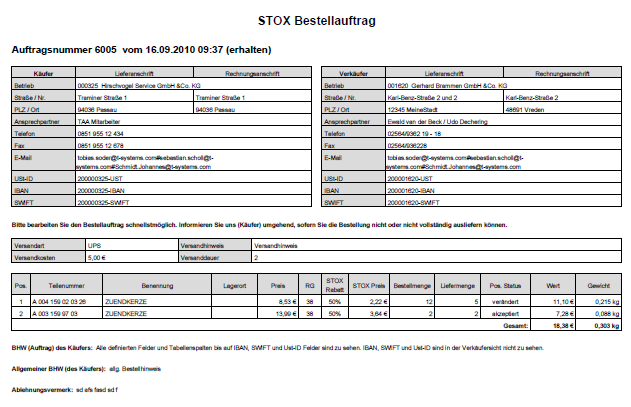 STOX Bestellauftrag
Auftragsnummer 6005 vom 16.09.2010 09:37 (erhalten)
Käufer Lieferanschrift Rechnungsanschrift
Betrieb 000325 Hirschvogel Service GmbH &Co. KG
Straße / Nr. Traminer Straße 1 Traminer Straße 1
PLZ / Ort 94036 Passau 94036 Passau
Ansprechpartner TAA Mitarbeiter
Telefon 0851 955 12 434
Fax 0851 955 12 678
E-Mail tobias.soder@t-systems.com#sebastian.scholl@t-
systems.com#Schmidt.Johannes@t-systems.com
USt-ID 200000325-UST
IBAN 200000325-IBAN
SWIFT 200000325-SWIFT
Verkäufer Lieferanschrift Rechnungsanschrift
Betrieb 001620 Gerhard Brammen GmbH &Co. KG
Straße / Nr. Karl-Benz-Straße 2 und 2 Karl-Benz-Straße 2
PLZ / Ort 12345 MeineStadt 48691 Vreden
Ansprechpartner Ewald van der Beck / Udo Dechering
Telefon 02564/9362 19 - 18
Fax 02564/936228
E-Mail tobias.soder@t-systems.com#sebastian.scholl@t-
systems.com#Schmidt.Johannes@t-systems.com
USt-ID 200001620-UST
IBAN 200001620-IBAN
SWIFT 200001620-SWIFT
Bitte bearbeiten Sie den Bestellauftrag schnellstmöglich. Informieren Sie uns (Käufer) umgehend, sofern Sie die Bestellung nicht oder nicht vollständig ausliefern können.
Versandart UPS Versandhinweis Versandhinweis
Versandkosten 5,00 € Versanddauer 2
Pos. Teilenummer Benennung Lagerort Preis RG STOX Rabatt STOX Preis Bestellmenge Liefermenge Pos. Status Wert Gewicht
1 A 004 159 02 03 26 ZUENDKERZE 8,53 € 38 50% 2,22 € 12 5 verändert 11,10 € 0,215 kg
2 A 003 159 97 03 ZUENDKERZE 13,99 € 38 50% 3,64 € 2 2 akzeptiert 7,28 € 0,088 kg
Gesamt: 18,38 € 0,303 kg
BHW (Auftrag) des Käufers: Alle definierten Felder und Tabellenspalten bis auf IBAN, SWIFT und Ust-ID Felder sind zu sehen. IBAN, SWIFT und Ust-ID sind in der Verkäufersicht nicht zu sehen.
Allgemeiner BHW (des Käufers): allg. Bestellhinweis
Ablehnungsvermerk: sd afs fasd sd f